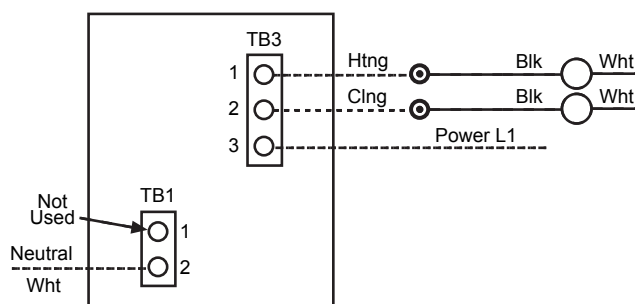 TB3
1 Htng Blk Wht
2 Clng Blk Wht
3 Power L1
Not
Used
TB1
1
Neutral 2
Wht